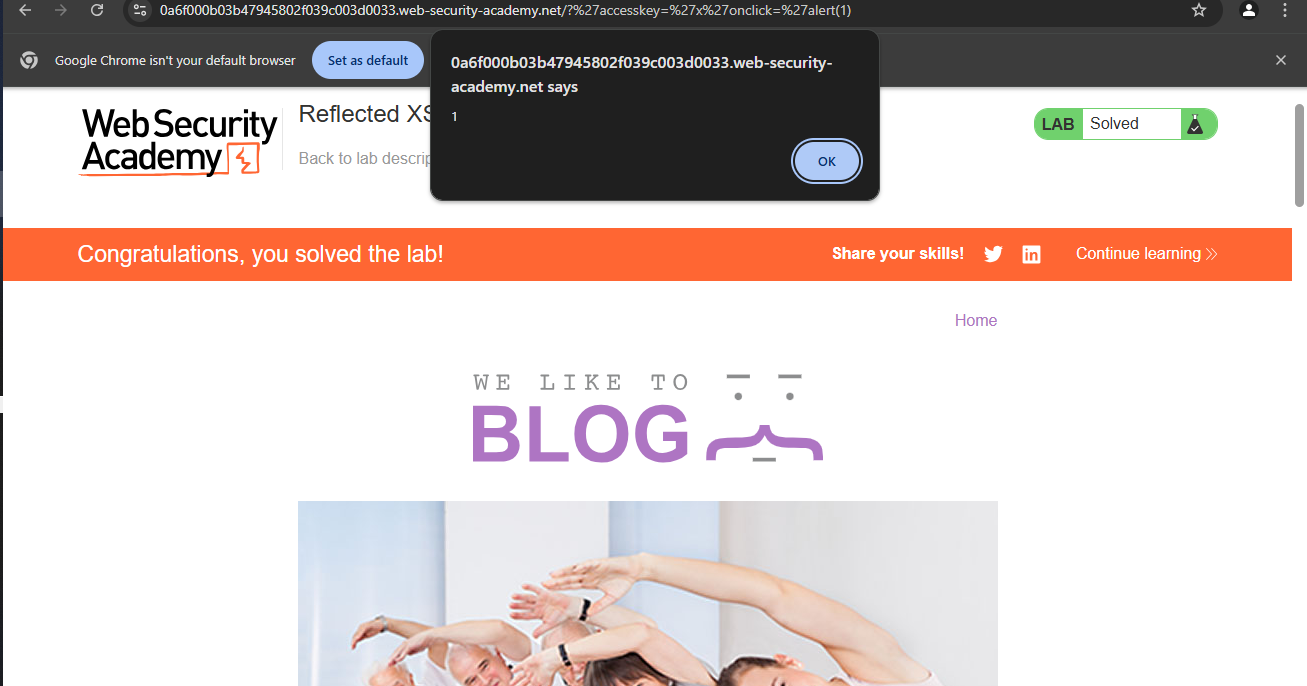 0a6f000b03b47945802f039c003d0033.web-security-academy.net/?%27accesskey=%27x%27onclick=%27alert(1)
Google Chrome isn't your default browser
Set as default
0a6f000b03b47945802f039c003d0033.web-security-
academy.net says
1
OK
Web Security
Academy
Reflected XS
Back to lab descrip
LAB
Solved
Congratulations, you solved the lab!
Share your skills!
Continue learning
Home
WE LIKE TO
BLOG